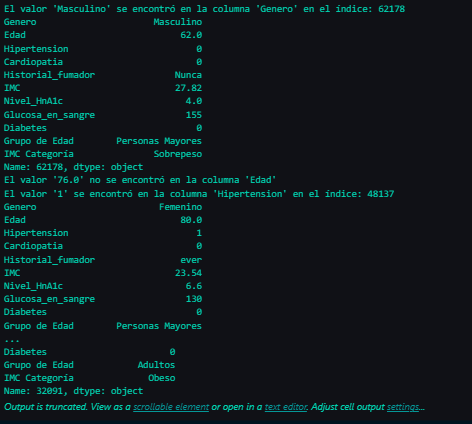 El valor 'Masculino' se encontró en la columna 'Genero' en el índice: 62178
Genero Masculino
Edad 62.0
Hipertension 0
Cardiopatia 0
Historial_fumador Nunca
IMC 27.82
Nivel_HnA1c 4.0
Glucosa_en_sangre 155
Diabetes 0
Grupo de Edad Personas Mayores
IMC Categoría Sobrepeso
Name: 62178, dtype: object
El valor '76.0' no se encontró en la columna 'Edad'
El valor '1' se encontró en la columna 'Hipertension' en el índice: 48137
Genero Femenino
Edad 80.0
Hipertension 1
Cardiopatia 0
Historial_fumador ever
IMC 23.54
Nivel_HnA1c 6.6
Glucosa_en_sangre 130
Diabetes 0
Grupo de Edad Personas Mayores
...
Diabetes 0
Grupo de Edad Adultos
IMC Categoría Obeso
Name: 32091, dtype: object
Output is truncated. View as a scrollable element or open in a text editor. Adjust cell output settings...